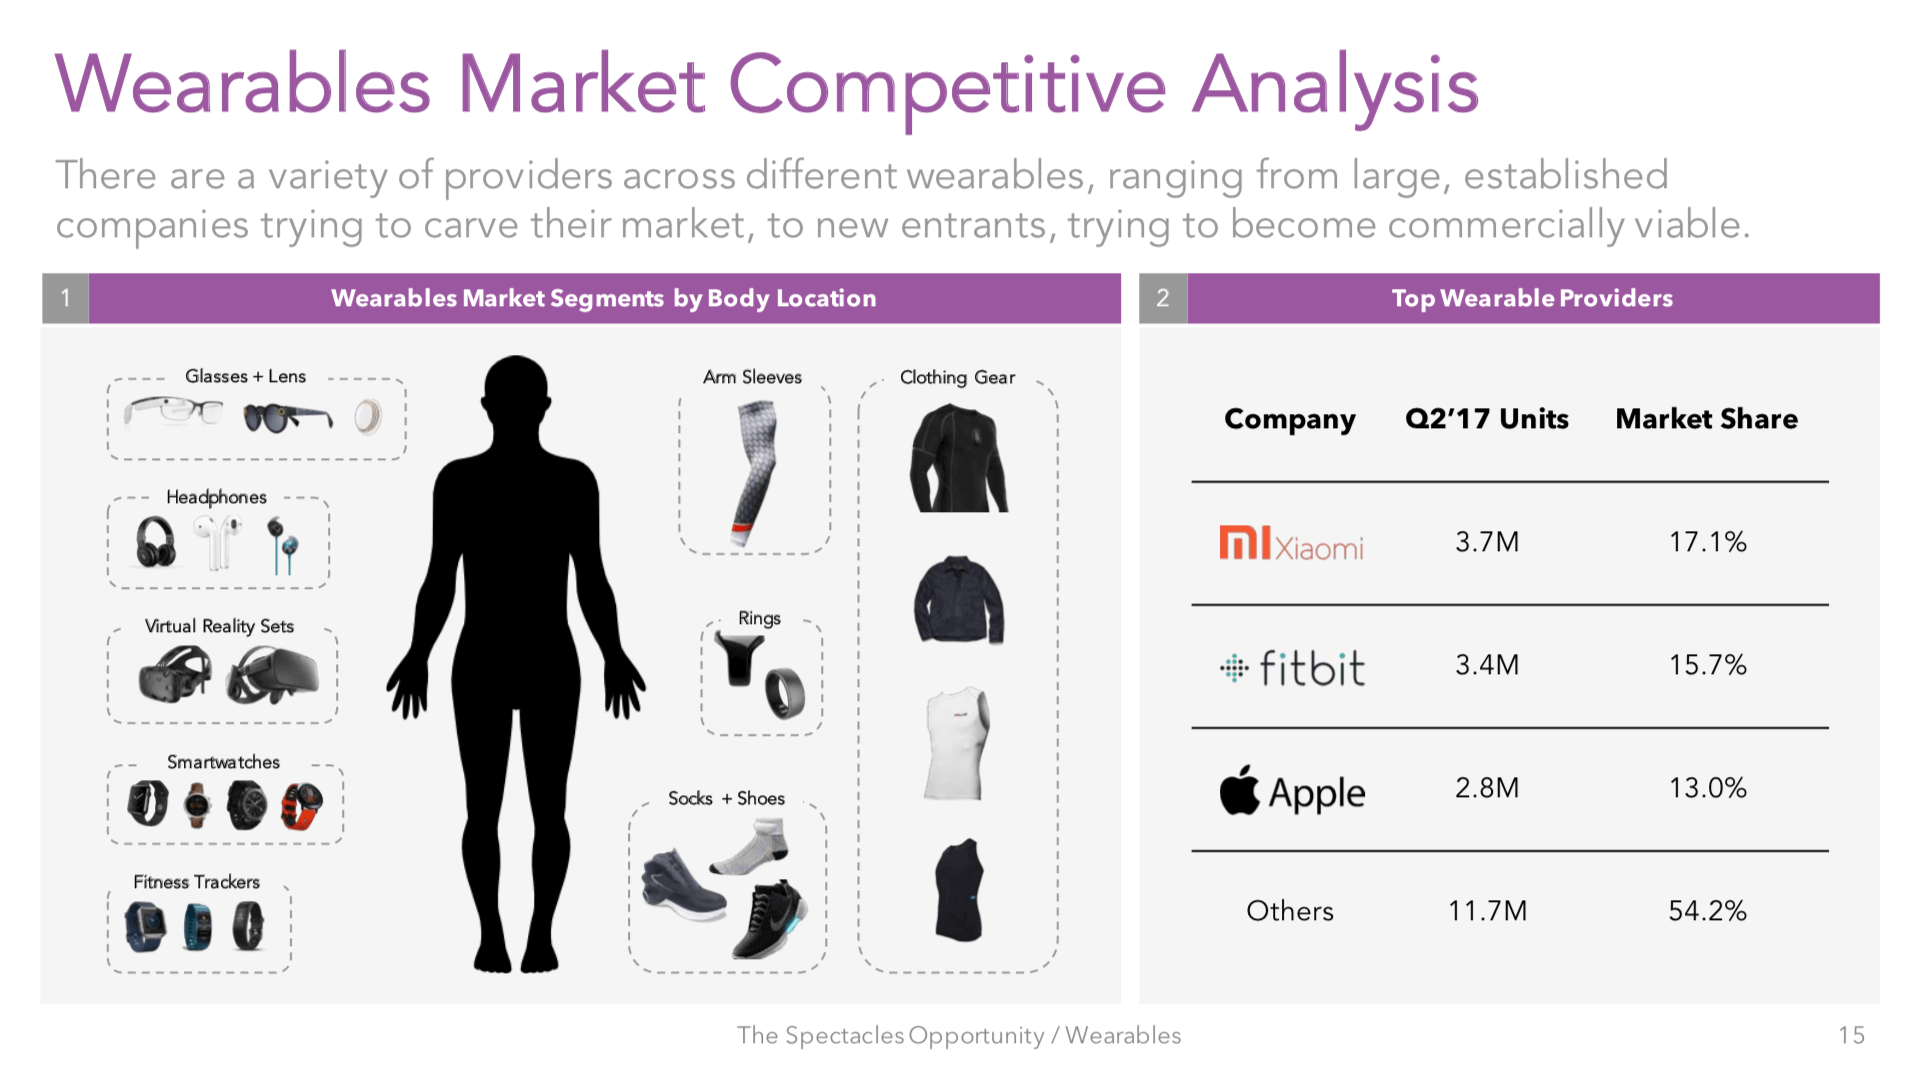 Wearables Market Competitive Analysis
There are a variety of providers across different wearables, ranging from large, established
companies trying to carve their market, to new entrants, trying to become commercially viable.
1
Wearables Market Segments by Body Location
Glasses + Lens
Headphones
Virtual Reality Sets
Smartwatches
Fitness Trackers
Arm Sleeves
Rings
Socks + Shoes
Clothing Gear
2
Top Wearable Providers
Company Q2’17 Units Market Share
MI Xiaomi 3.7M 17.1%
fitbit 3.4M 15.7%
Apple 2.8M 13.0%
Others 11.7M 54.2%
The Spectacles Opportunity / Wearables
15